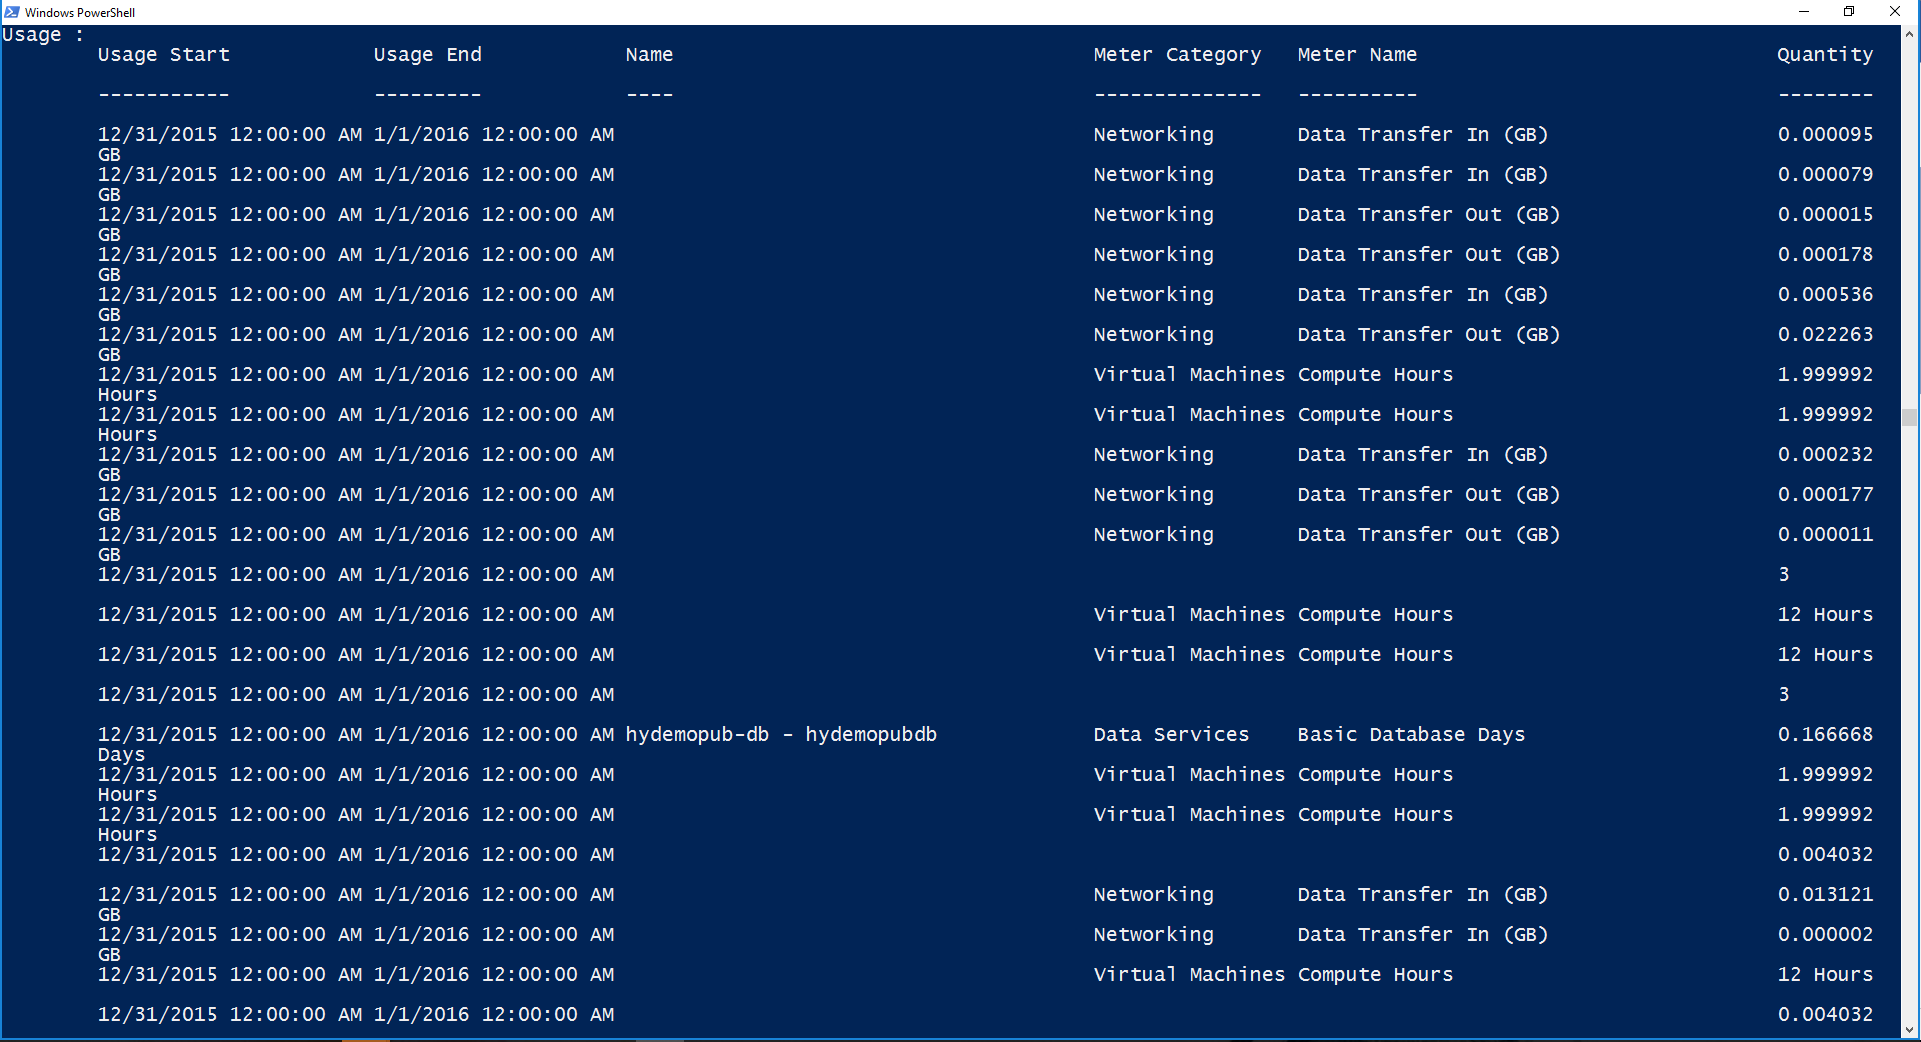 Windows PowerShell
Usage :
Usage Start Usage End Name Meter Category Meter Name Quantity
----------- --------- ---- -------------- ---------- --------
12/31/2015 12:00:00 AM 1/1/2016 12:00:00 AM Networking Data Transfer In (GB) 0.000095
GB
12/31/2015 12:00:00 AM 1/1/2016 12:00:00 AM Networking Data Transfer In (GB) 0.000079
GB
12/31/2015 12:00:00 AM 1/1/2016 12:00:00 AM Networking Data Transfer Out (GB) 0.000015
GB
12/31/2015 12:00:00 AM 1/1/2016 12:00:00 AM Networking Data Transfer Out (GB) 0.000178
GB
12/31/2015 12:00:00 AM 1/1/2016 12:00:00 AM Networking Data Transfer In (GB) 0.000536
GB
12/31/2015 12:00:00 AM 1/1/2016 12:00:00 AM Networking Data Transfer Out (GB) 0.022263
GB
12/31/2015 12:00:00 AM 1/1/2016 12:00:00 AM Virtual Machines Compute Hours 1.999992
Hours
12/31/2015 12:00:00 AM 1/1/2016 12:00:00 AM Virtual Machines Compute Hours 1.999992
Hours
12/31/2015 12:00:00 AM 1/1/2016 12:00:00 AM Networking Data Transfer In (GB) 0.000232
GB
12/31/2015 12:00:00 AM 1/1/2016 12:00:00 AM Networking Data Transfer Out (GB) 0.000177
GB
12/31/2015 12:00:00 AM 1/1/2016 12:00:00 AM Networking Data Transfer Out (GB) 0.000011
GB
12/31/2015 12:00:00 AM 1/1/2016 12:00:00 AM 3
12/31/2015 12:00:00 AM 1/1/2016 12:00:00 AM Virtual Machines Compute Hours 12 Hours
12/31/2015 12:00:00 AM 1/1/2016 12:00:00 AM Virtual Machines Compute Hours 12 Hours
12/31/2015 12:00:00 AM 1/1/2016 12:00:00 AM 3
12/31/2015 12:00:00 AM 1/1/2016 12:00:00 AM hydemopub-db - hydemopubdb Data Services Basic Database Days 0.166668
Days
12/31/2015 12:00:00 AM 1/1/2016 12:00:00 AM Virtual Machines Compute Hours 1.999992
Hours
12/31/2015 12:00:00 AM 1/1/2016 12:00:00 AM Virtual Machines Compute Hours 1.999992
Hours
12/31/2015 12:00:00 AM 1/1/2016 12:00:00 AM 0.004032
12/31/2015 12:00:00 AM 1/1/2016 12:00:00 AM Networking Data Transfer In (GB) 0.013121
GB
12/31/2015 12:00:00 AM 1/1/2016 12:00:00 AM Networking Data Transfer In (GB) 0.000002
GB
12/31/2015 12:00:00 AM 1/1/2016 12:00:00 AM Virtual Machines Compute Hours 12 Hours
12/31/2015 12:00:00 AM 1/1/2016 12:00:00 AM 0.004032